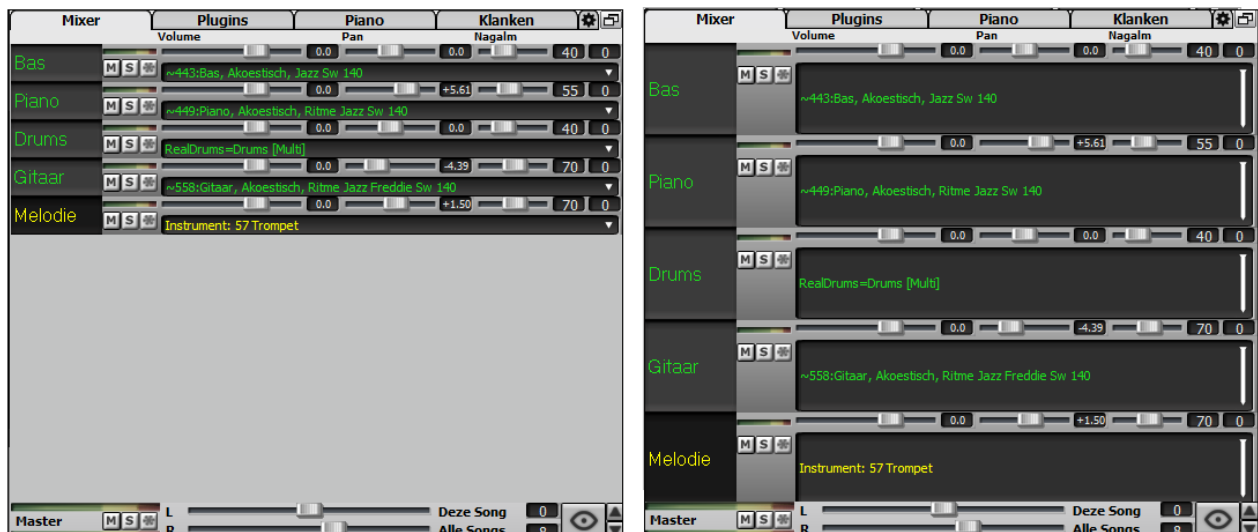 Mixer Plugins Piano Klanken
Volume Pan Nagalm
0.0 0.0 40 0
Bas M S
~443:Bas, Akoestisch, Jazz Sw 140
0.0 +5.61 55 0
Piano M S
~449:Piano, Akoestisch, Ritme Jazz Sw 140
0.0 0.0 40 0
Drums M S
RealDrums=Drums [Multi]
0.0 -4.39 70 0
Gitaar M S
~558:Gitaar, Akoestisch, Ritme Jazz Freddie Sw 140
0.0 +1.50 70 0
Melodie M S
Instrument: 57 Trompet
L Deze Song 0
Master M S
R Alle Songs
Mixer Plugins Piano Klanken
Volume Pan Nagalm
0.0 0.0 40 0
M S
Bas
~443:Bas, Akoestisch, Jazz Sw 140
0.0 +5.61 55 0
M S
Piano
~449:Piano, Akoestisch, Ritme Jazz Sw 140
0.0 0.0 40 0
M S
Drums
RealDrums=Drums [Multi]
0.0 -4.39 70 0
M S
Gitaar
~558:Gitaar, Akoestisch, Ritme Jazz Freddie Sw 140
0.0 +1.50 70 0
M S
Melodie
Instrument: 57 Trompet
L Deze Song 0
Master M S
R Alle Songs